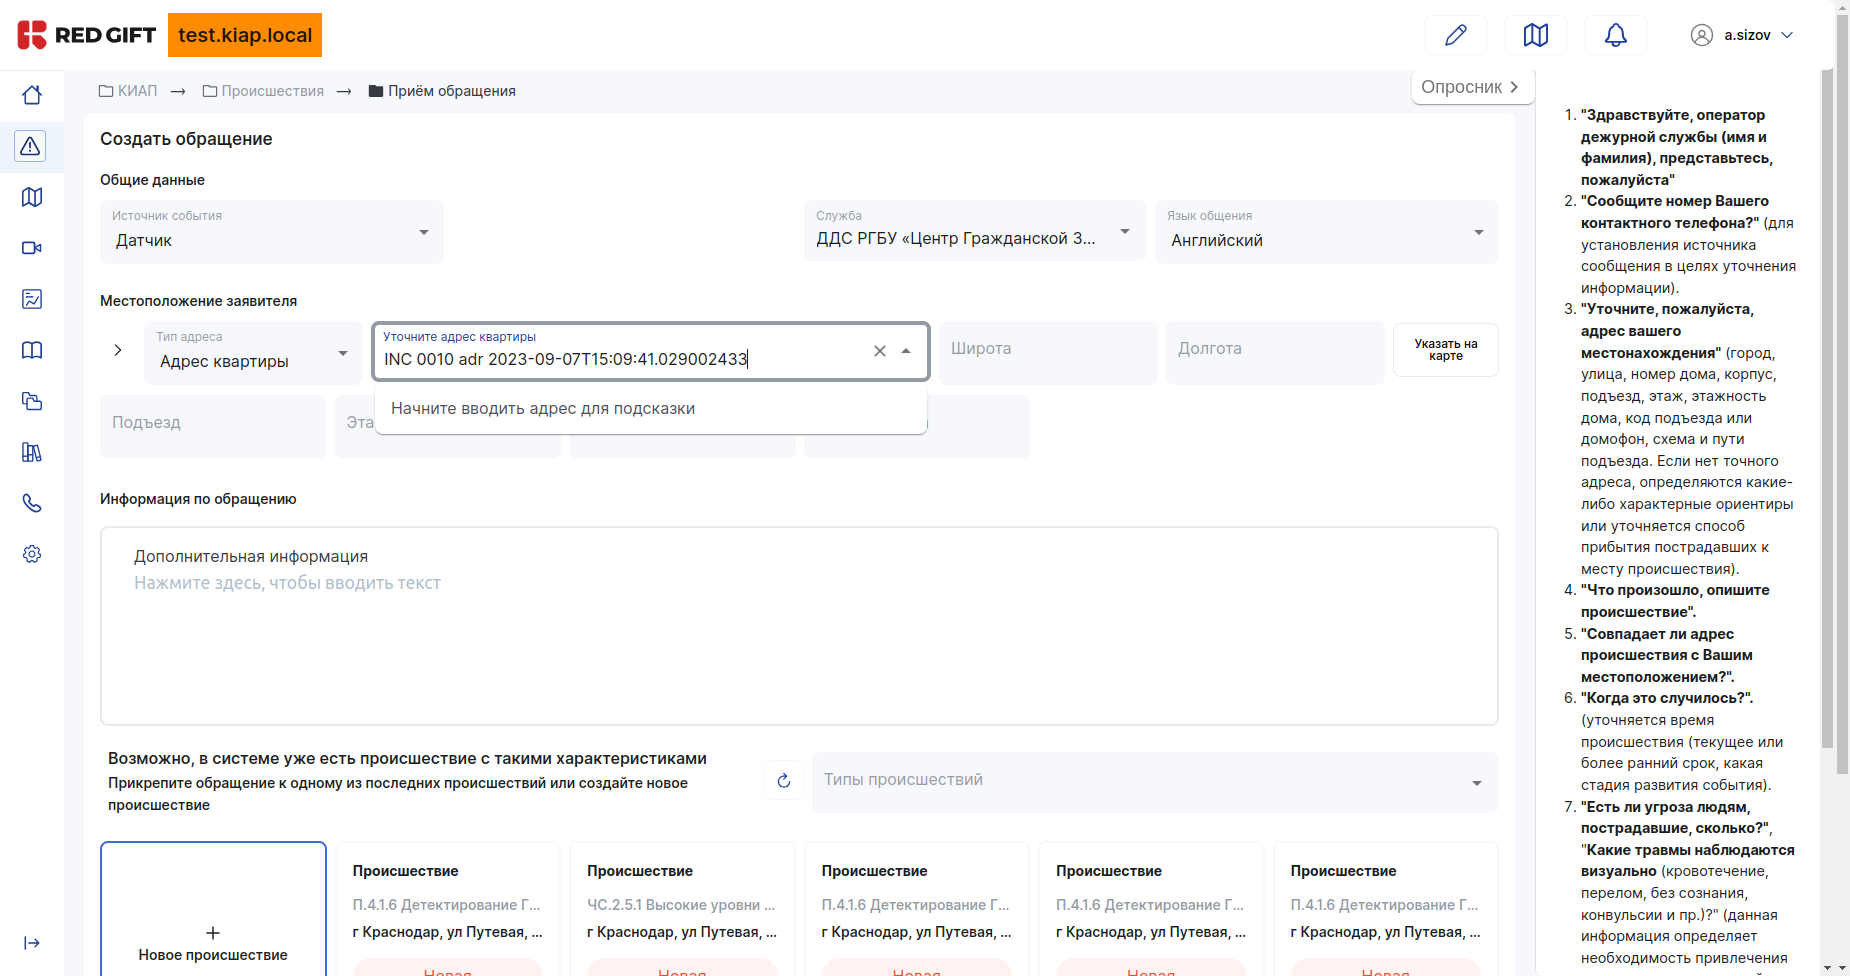 RED GIFT
test.kiap.local
a.sizov
КИАП → Происшествия → Приём обращения
Опросник
Создать обращение
Общие данные
Источник события
Датчик
Служба
ДДС РГБУ «Центр Гражданской З...
Язык общения
Английский
Местоположение заявителя
Тип адреса
Адрес квартиры
Уточните адрес квартиры
INC 0010 adr 2023-09-07T15:09:41.029002433
Широта
Долгота
Указать на
карте
Начните вводить адрес для подсказки
Подъезд
Информация по обращению
Дополнительная информация
Нажмите здесь, чтобы вводить текст
Возможно, в системе уже есть происшествие с такими характеристиками
Прикрепите обращение к одному из последних происшествий или создайте новое
происшествие
Типы происшествий
Новое происшествие
Происшествие
П.4.1.6 Детектирование Г...
г Краснодар, ул Путевая, ...
Новая
Происшествие
ЧС.2.5.1 Высокие уровни ...
г Краснодар, ул Путевая, ...
Новая
Происшествие
П.4.1.6 Детектирование Г...
г Краснодар, ул Путевая, ...
Новая
Происшествие
П.4.1.6 Детектирование Г...
г Краснодар, ул Путевая, ...
Новая
Происшествие
П.4.1.6 Детектирование Г...
г Краснодар, ул Путевая, ...
Новая
1. "Здравствуйте, оператор
дежурной службы (имя и
фамилия), представьтесь,
пожалуйста"
2. "Сообщите номер Вашего
контактного телефона?" (для
установления источника
сообщения в целях уточнения
информации).
3. "Уточните, пожалуйста,
адрес вашего
местонахождения" (город,
улица, номер дома, корпус,
подъезд, этаж, этажность
дома, код подъезда или
домофон, схема и пути
подъезда. Если нет точного
адреса, определяются какие-
либо характерные ориентиры
или уточняется способ
прибытия пострадавших к
месту происшествия).
4. "Что произошло, опишите
происшествие".
5. "Совпадает ли адрес
происшествия с Вашим
местоположением?".
6. "Когда это случилось?".
(уточняется время
происшествия (текущее или
более ранний срок, какая
стадия развития события).
7. "Есть ли угроза людям,
пострадавшие, сколько?",
"Какие травмы наблюдаются
визуально (кровотечение,
перелом, без сознания,
конвульсии и пр.)?" (данная
информация определяет
необходимость привлечения